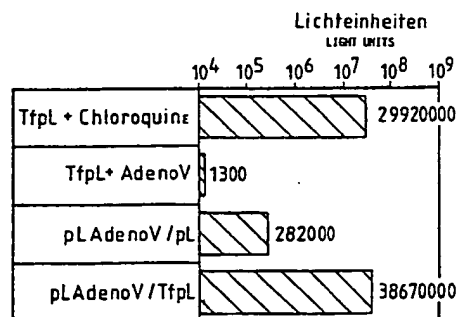 Lichteinheiten
LIGHT UNITS
10⁴ 10⁵ 10⁶ 10⁷ 10⁸ 10⁹
TfpL + Chloroquine 29920000
TfpL+ AdenoV 1300
pLAdenoV/pL 282000
pLAdenoV/TfpL 38670000